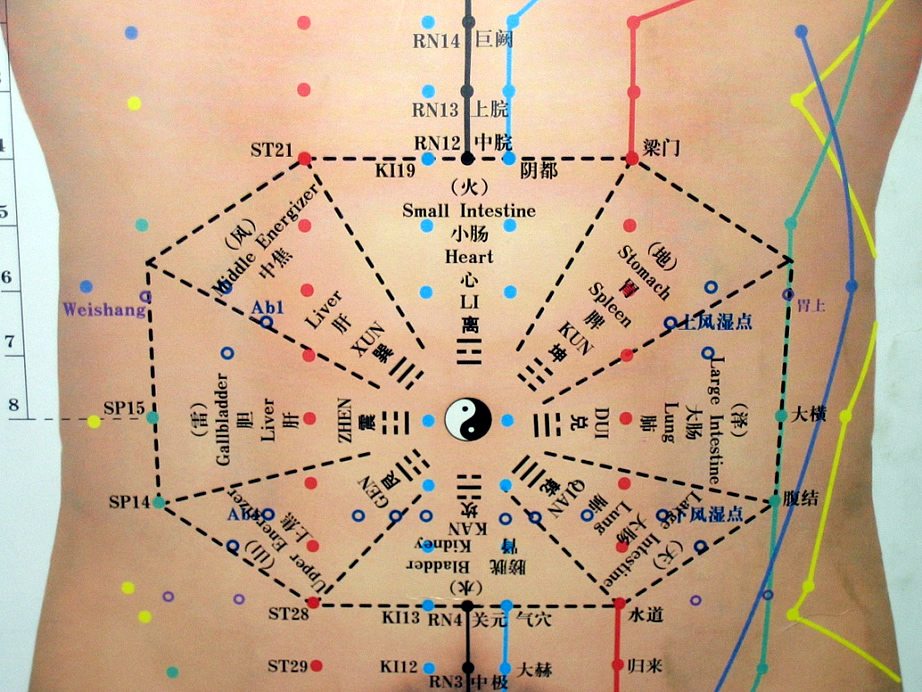 RN14 巨阙
RN13 上脘
RN12 中脘
ST21
梁门
KI19
阴都
(火)
Small Intestine
小肠
Heart
心
LI
离
(风)
Middle Energizer
中焦
Liver
肝
XUN
巽
(地)
Stomach
胃
Spleen
脾
KUN
坤
5
6
7
8
Weishang
Ab1
上风湿点
胃上
SP15
大横
(雷)
Gallbladder
胆
Liver
肝
ZHEN
震
兑
DUI
肺
Lung
大肠
Large Intestine
(泽)
SP14
腹结
(山)
Upper Energizer
上焦
GEN
艮
坎
KAN
肾
Kidney
膀胱
Bladder
(水)
乾
QIAN
肺
Lung
大肠
Large Intestine
(天)
下风湿点
ST28
KI13
RN4 关元
气穴
水道
ST29
KI12
RN3 中极
大赫
归来